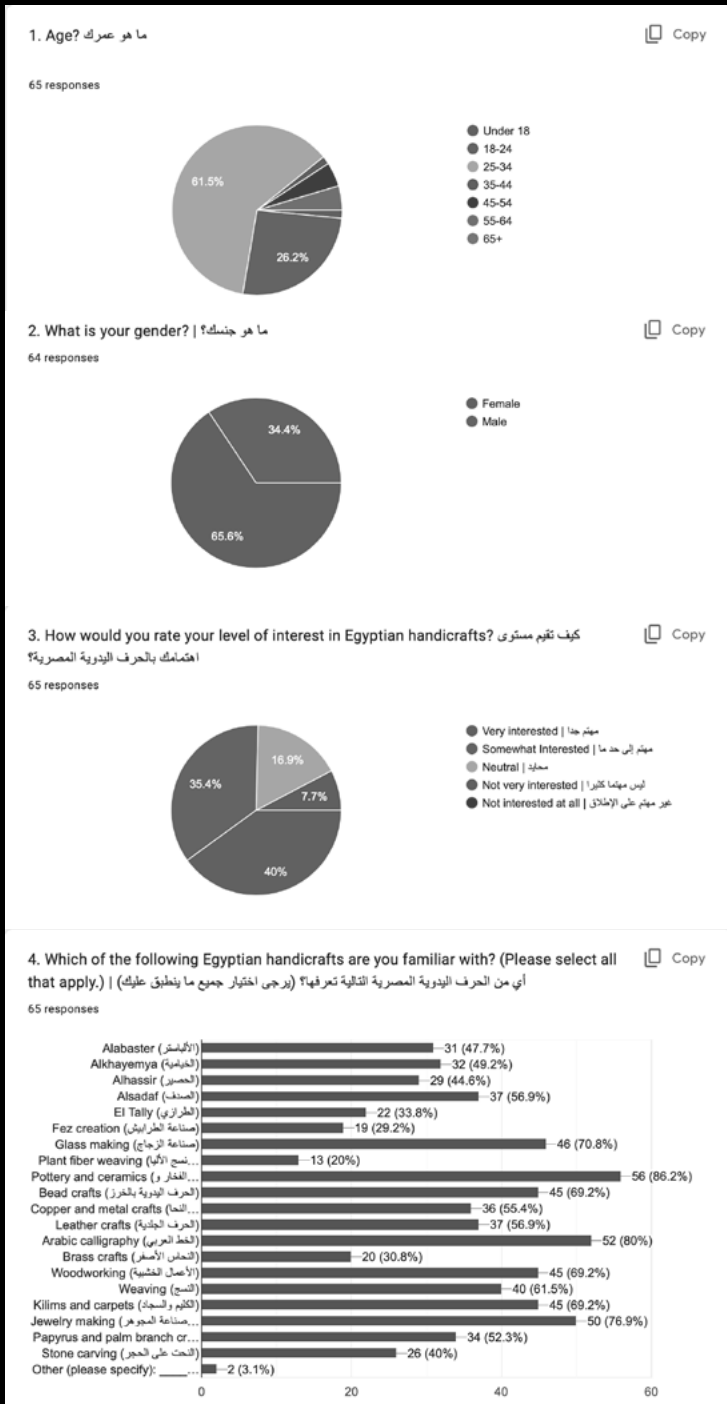 1. Age? ما هو عمرك
Copy
65 responses
61.5%
26.2%
Under 18
18-24
25-34
35-44
45-54
55-64
65+
2. What is your gender? | ما هو جنسك؟
Copy
64 responses
34.4%
65.6%
Female
Male
3. How would you rate your level of interest in Egyptian handicrafts? كيف تقيم مستوى
اهتمامك بالحرف اليدوية المصرية؟
Copy
65 responses
35.4%
16.9%
7.7%
40%
Very interested | مهتم جدا
Somewhat Interested | مهتم إلى حد ما
Neutral | محايد
Not very interested | ليس مهتما كثيرا
Not interested at all | غير مهتم على الإطلاق
4. Which of the following Egyptian handicrafts are you familiar with? (Please select all
that apply.) | أي من الحرف اليدوية المصرية التالية تعرفها؟ (يرجى اختيار جميع ما ينطبق عليك)
Copy
65 responses
Alabaster (الألباستر) 31 (47.7%)
Alkhayemya (الخيامية) 32 (49.2%)
Alhassir (الحصير) 29 (44.6%)
Alsadaf (الصدف) 37 (56.9%)
El Tally (الطرازي) 22 (33.8%)
Fez creation (صناعة الطرابيش) 19 (29.2%)
Glass making (صناعة الزجاج) 46 (70.8%)
Plant fiber weaving (نسج الألي... 13 (20%)
Pottery and ceramics (الفخار و... 56 (86.2%)
Bead crafts (الحرف اليدوية بالخرز) 45 (69.2%)
Copper and metal crafts (النحا... 36 (55.4%)
Leather crafts (الحرف الجلدية) 37 (56.9%)
Arabic calligraphy (الخط العربي) 52 (80%)
Brass crafts (النحاس الأصفر) 20 (30.8%)
Woodworking (الأعمال الخشبية) 45 (69.2%)
Weaving (النسج) 40 (61.5%)
Kilims and carpets (الكليم والسجاد) 45 (69.2%)
Jewelry making (صناعة المجوهر... 50 (76.9%)
Papyrus and palm branch cr... 34 (52.3%)
Stone carving (النحت على الحجر) 26 (40%)
Other (please specify): ____... 2 (3.1%)
0 20 40 60